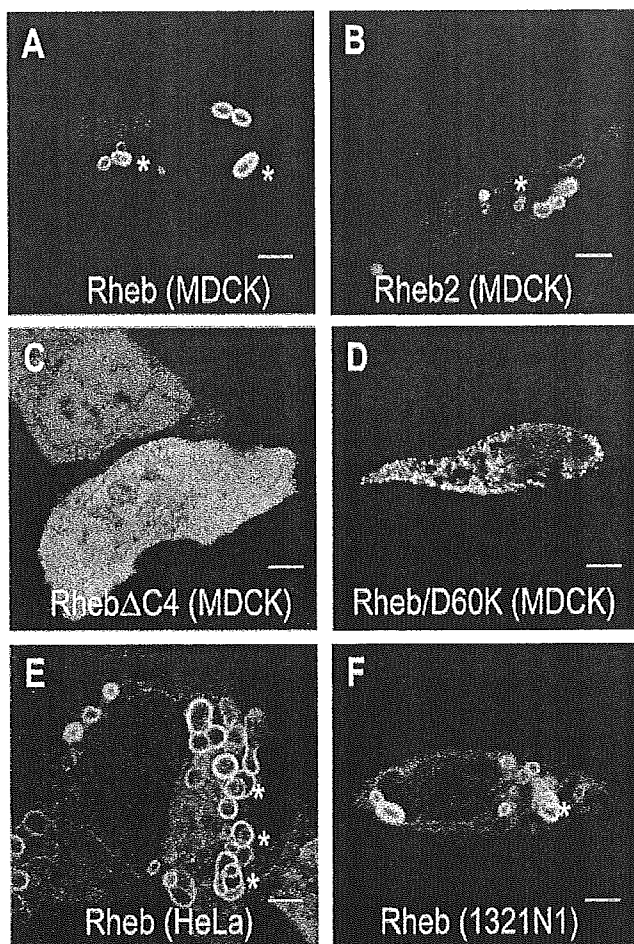 A
B
*
*
*
Rheb (MDCK)
Rheb2 (MDCK)
C
D
RhebΔC4 (MDCK)
Rheb/D60K (MDCK)
E
F
*
*
*
*
Rheb (HeLa)
Rheb (1321N1)